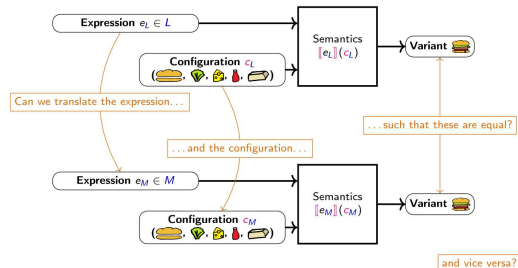 Expression e_L ∈ L
Semantics
⟦e_L⟧(c_L)
Variant
Configuration c_L
( , , , , )
Can we translate the expression…
…and the configuration…
…such that these are equal?
Expression e_M ∈ M
Semantics
⟦e_M⟧(c_M)
Variant
Configuration c_M
( , , , , )
and vice versa?